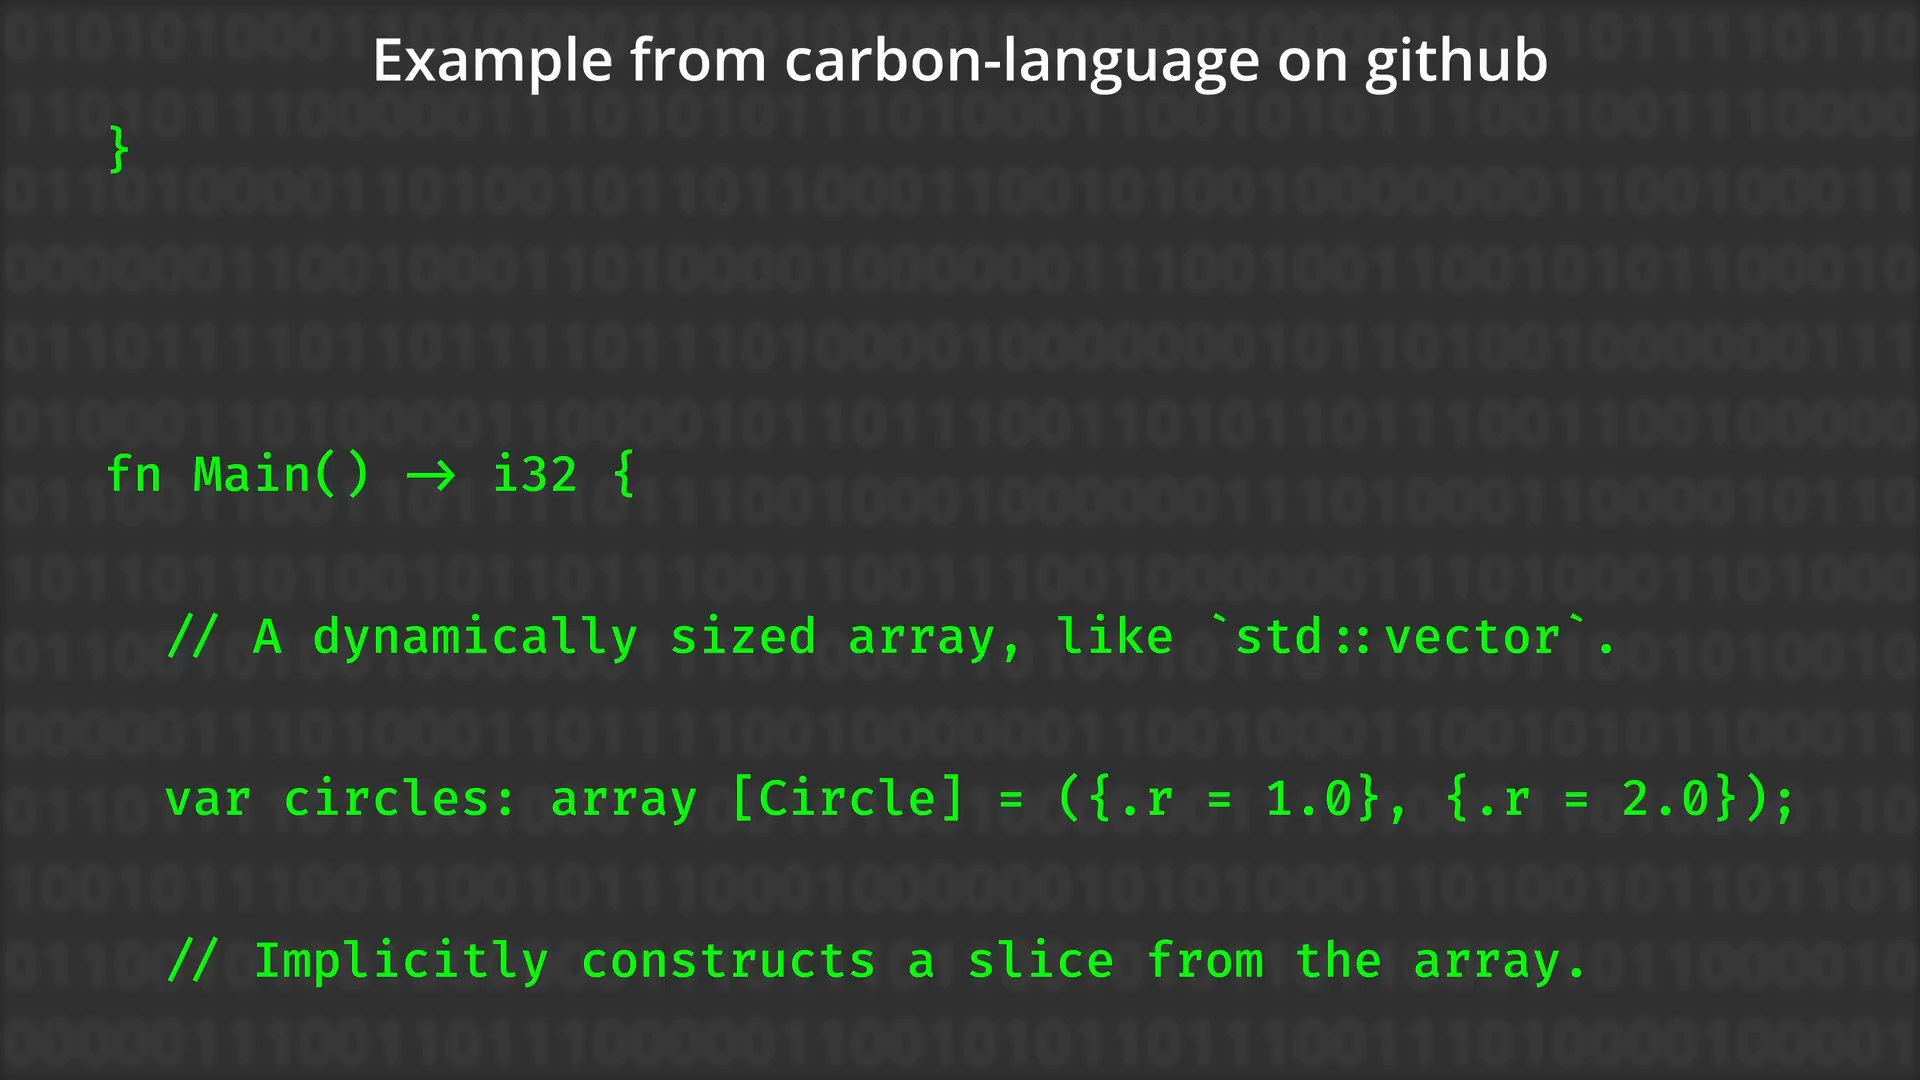 Example from carbon-language on github
}
fn Main() -> i32 {
// A dynamically sized array, like `std::vector`.
var circles: array [Circle] = ({.r = 1.0}, {.r = 2.0});
// Implicitly constructs a slice from the array.